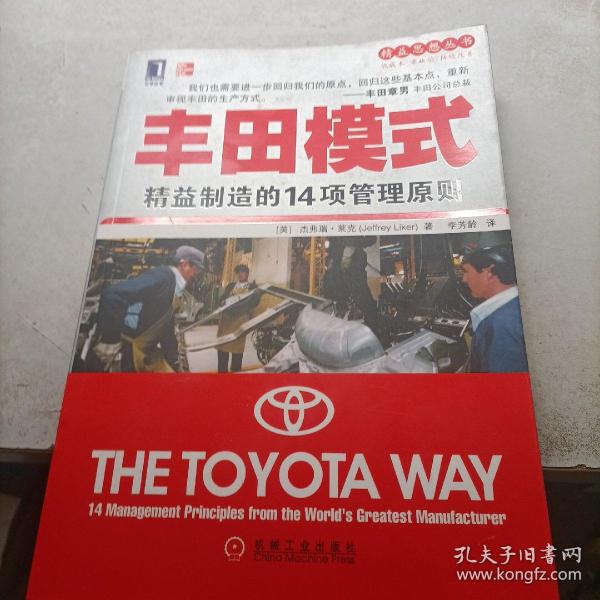 精益思想丛书
我们也需要进一步回归我们的原点，回归这些基本点，重新
审视丰田的生产方式。
——丰田章男 丰田公司总裁
丰田模式
精益制造的14项管理原则
[美] 杰弗瑞·莱克 (Jeffrey Liker) 著 李芳龄 译
THE TOYOTA WAY
14 Management Principles from the World's Greatest Manufacturer
机械工业出版社
China Machine Press
孔夫子旧书网
www.kongfz.com